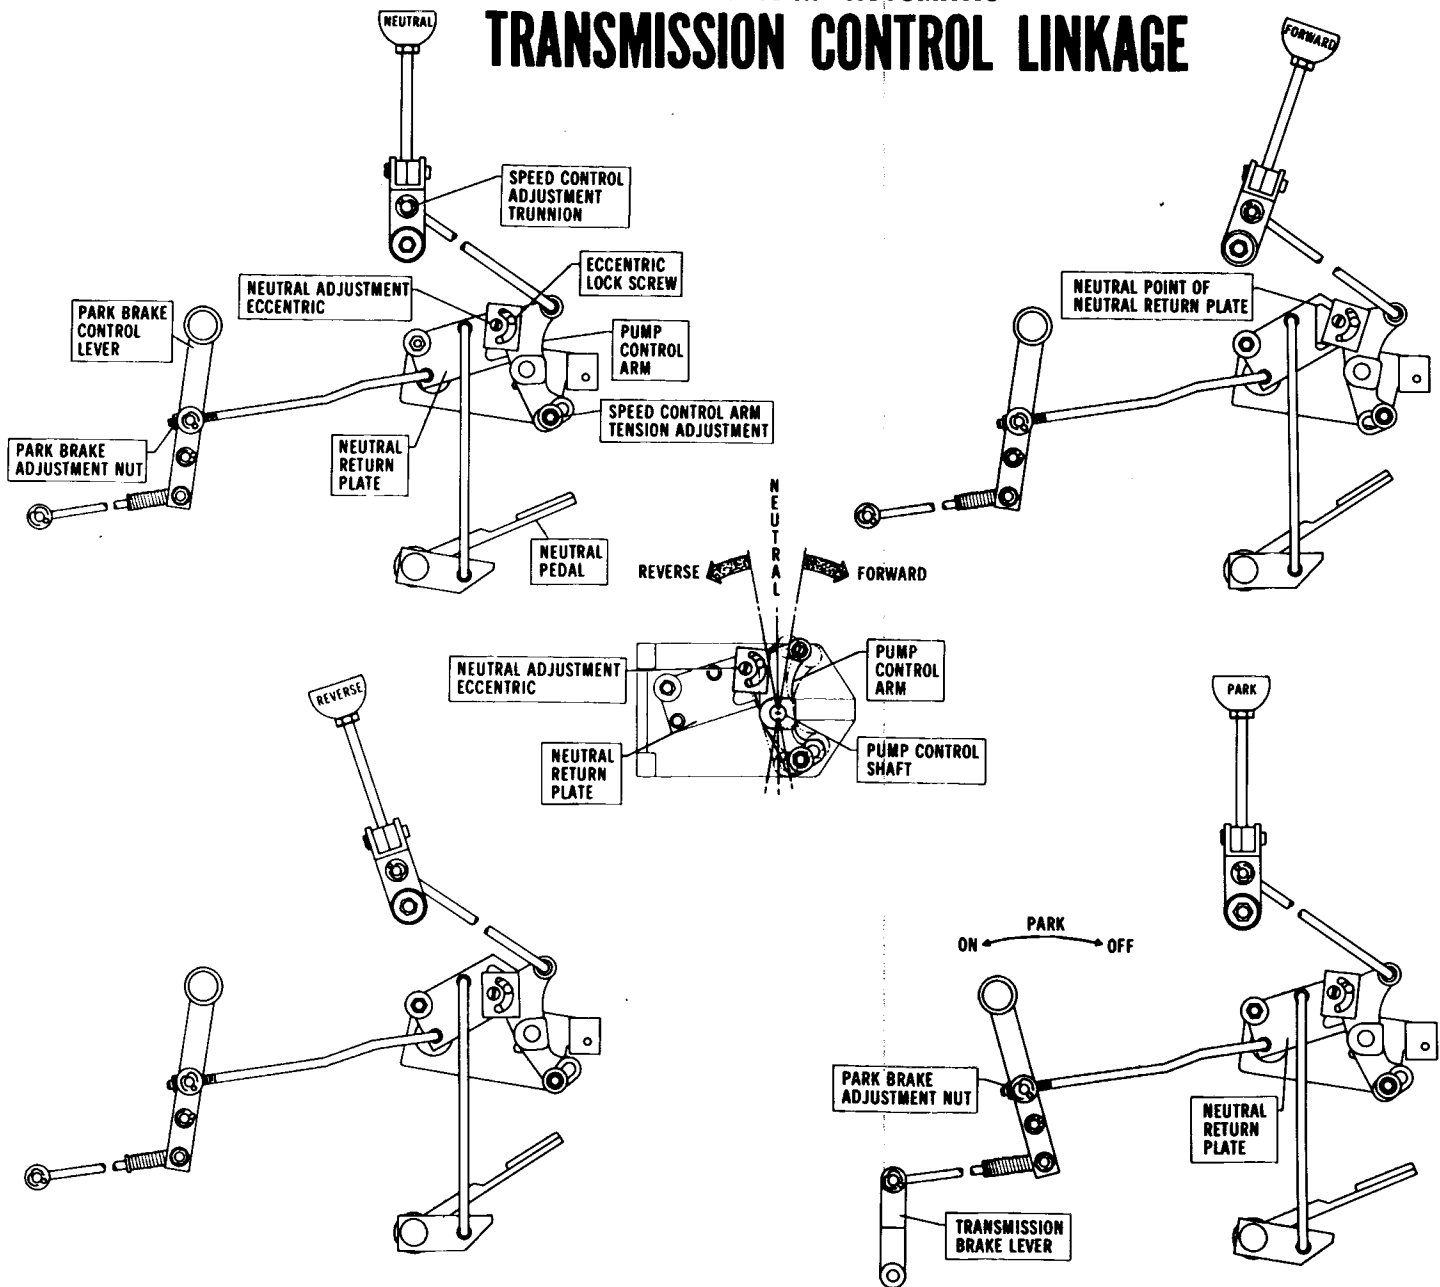 TRANSMISSION CONTROL LINKAGE
NEUTRAL
FORWARD
SPEED CONTROL
ADJUSTMENT
TRUNNION
ECCENTRIC
LOCK SCREW
NEUTRAL ADJUSTMENT
ECCENTRIC
PARK BRAKE
CONTROL
LEVER
PUMP
CONTROL
ARM
SPEED CONTROL ARM
TENSION ADJUSTMENT
PARK BRAKE
ADJUSTMENT NUT
NEUTRAL
RETURN
PLATE
NEUTRAL
PEDAL
NEUTRAL POINT OF
NEUTRAL RETURN PLATE
NEUTRAL
REVERSE
FORWARD
NEUTRAL ADJUSTMENT
ECCENTRIC
PUMP
CONTROL
ARM
NEUTRAL
RETURN
PLATE
PUMP CONTROL
SHAFT
REVERSE
PARK
PARK
ON
OFF
PARK BRAKE
ADJUSTMENT NUT
NEUTRAL
RETURN
PLATE
TRANSMISSION
BRAKE LEVER